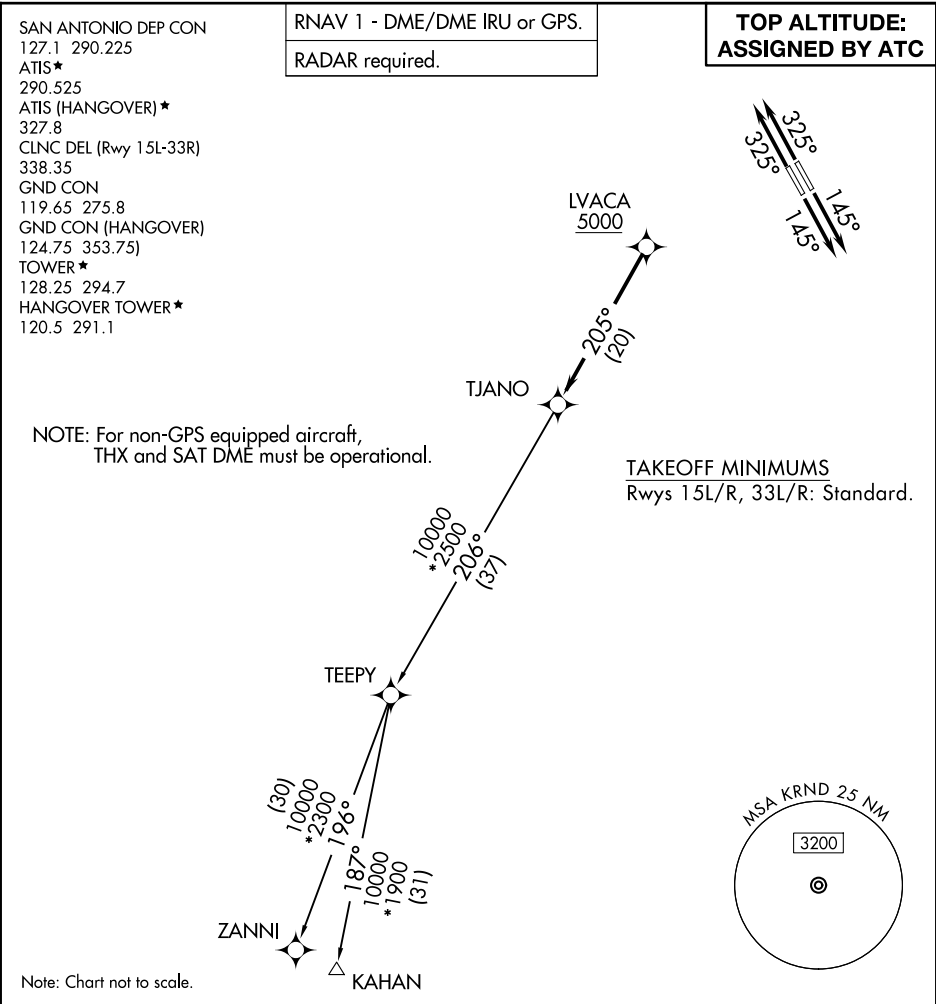 SAN ANTONIO DEP CON
127.1 290.225
ATIS★
290.525
ATIS (HANGOVER)★
327.8
CLNC DEL (Rwy 15L-33R)
338.35
GND CON
119.65 275.8
GND CON (HANGOVER)
124.75 353.75)
TOWER★
128.25 294.7
HANGOVER TOWER★
120.5 291.1
RNAV 1 - DME/DME IRU or GPS.
RADAR required.
TOP ALTITUDE:
ASSIGNED BY ATC
325°
325°
145°
145°
LVACA
5000
205°
(20)
TJANO
NOTE: For non-GPS equipped aircraft,
THX and SAT DME must be operational.
TAKEOFF MINIMUMS
Rwys 15L/R, 33L/R: Standard.
10000
*2500
206°
(37)
TEEPY
(30)
10000
*2300
196°
187°
10000
*1900
(31)
ZANNI
KAHAN
MSA KRND 25 NM
3200
Note: Chart not to scale.